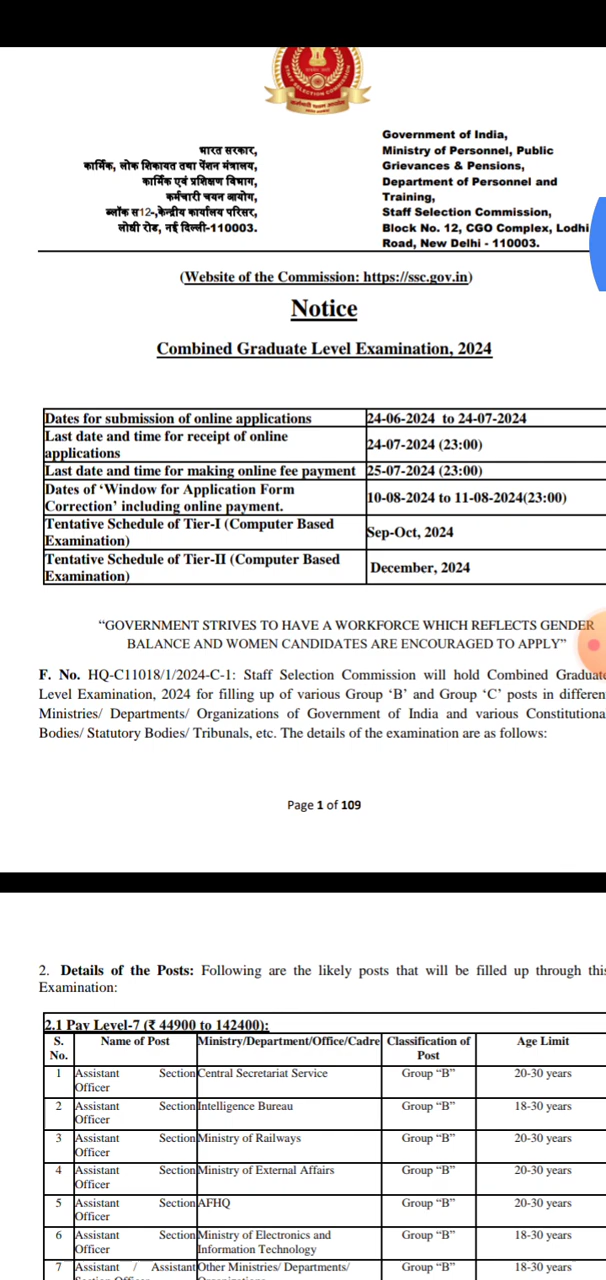 भारत सरकार,
कार्मिक, लोक शिकायत तथा पेंशन मंत्रालय,
कार्मिक एवं प्रशिक्षण विभाग,
कर्मचारी चयन आयोग,
ब्लॉक स12-,केन्द्रीय कार्यालय परिसर,
लोधी रोड, नई दिल्ली-110003.
Government of India,
Ministry of Personnel, Public
Grievances & Pensions,
Department of Personnel and
Training,
Staff Selection Commission,
Block No. 12, CGO Complex, Lodhi
Road, New Delhi - 110003.
(Website of the Commission: https://ssc.gov.in)
Notice
Combined Graduate Level Examination, 2024
Dates for submission of online applications 24-06-2024 to 24-07-2024
Last date and time for receipt of online
applications 24-07-2024 (23:00)
Last date and time for making online fee payment 25-07-2024 (23:00)
Dates of ‘Window for Application Form
Correction’ including online payment. 10-08-2024 to 11-08-2024(23:00)
Tentative Schedule of Tier-I (Computer Based
Examination) Sep-Oct, 2024
Tentative Schedule of Tier-II (Computer Based
Examination) December, 2024
“GOVERNMENT STRIVES TO HAVE A WORKFORCE WHICH REFLECTS GENDER
BALANCE AND WOMEN CANDIDATES ARE ENCOURAGED TO APPLY”
F. No. HQ-C11018/1/2024-C-1: Staff Selection Commission will hold Combined Graduate
Level Examination, 2024 for filling up of various Group ‘B’ and Group ‘C’ posts in differen
Ministries/ Departments/ Organizations of Government of India and various Constitutiona
Bodies/ Statutory Bodies/ Tribunals, etc. The details of the examination are as follows:
Page 1 of 109
2. Details of the Posts: Following are the likely posts that will be filled up through this
Examination:
2.1 Pay Level-7 (₹ 44900 to 142400):
S. No. Name of Post Ministry/Department/Office/Cadre Classification of Post Age Limit
1 Assistant Section Officer Central Secretariat Service Group “B” 20-30 years
2 Assistant Section Officer Intelligence Bureau Group “B” 18-30 years
3 Assistant Section Officer Ministry of Railways Group “B” 20-30 years
4 Assistant Section Officer Ministry of External Affairs Group “B” 20-30 years
5 Assistant Section Officer AFHQ Group “B” 20-30 years
6 Assistant Section Officer Ministry of Electronics and Information Technology Group “B” 18-30 years
7 Assistant / Assistant Other Ministries/ Departments/ Group “B” 18-30 years